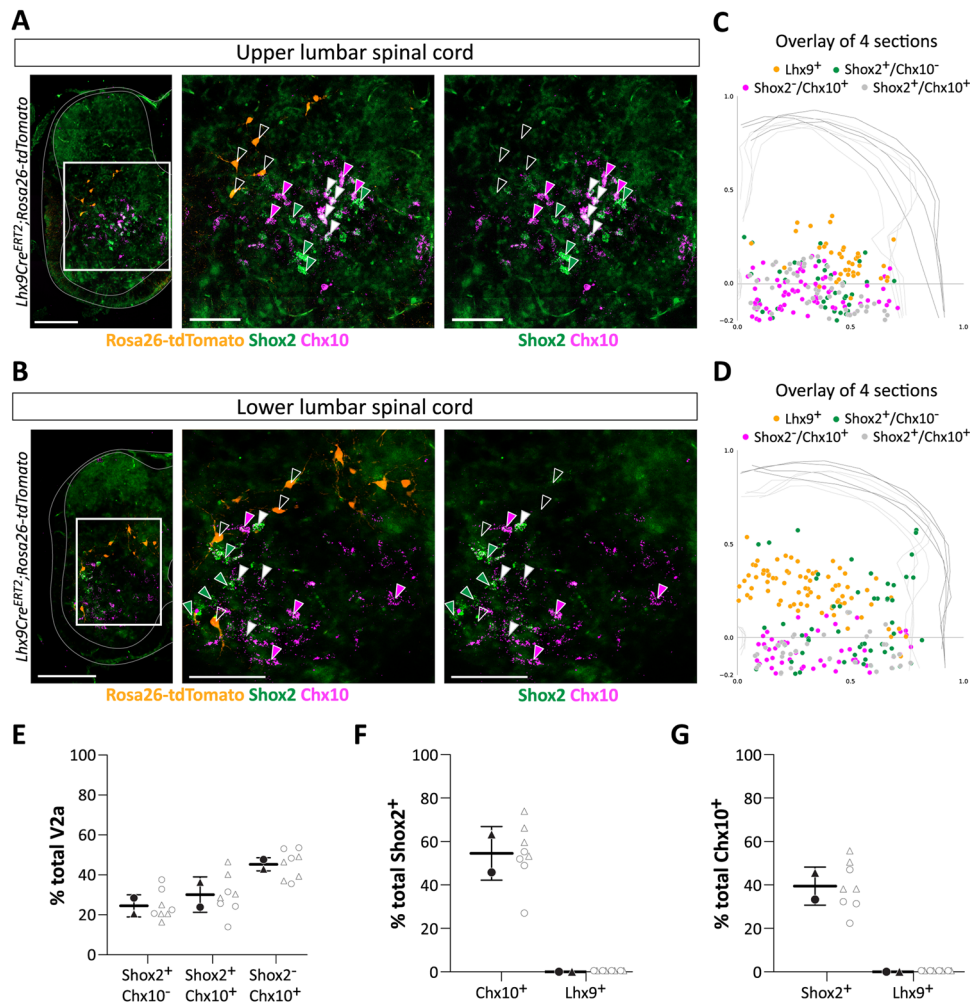 A
Upper lumbar spinal cord
Lhx9CreERT2;Rosa26-tdTomato
Rosa26-tdTomato Shox2 Chx10
Shox2 Chx10
C
Overlay of 4 sections
Lhx9+ Shox2+/Chx10-
Shox2-/Chx10+ Shox2+/Chx10+
1.0
0.5
0.0
−0.2
0.0 0.5 1.0
B
Lower lumbar spinal cord
Lhx9CreERT2;Rosa26-tdTomato
Rosa26-tdTomato Shox2 Chx10
Shox2 Chx10
D
Overlay of 4 sections
Lhx9+ Shox2+/Chx10-
Shox2-/Chx10+ Shox2+/Chx10+
1.0
0.5
0.0
−0.2
0.0 0.5 1.0
E
% total V2a
100
80
60
40
20
0
Shox2+ Shox2+ Shox2-
Chx10- Chx10+ Chx10+
F
% total Shox2+
100
80
60
40
20
0
Chx10+ Lhx9+
G
% total Chx10+
100
80
60
40
20
0
Shox2+ Lhx9+